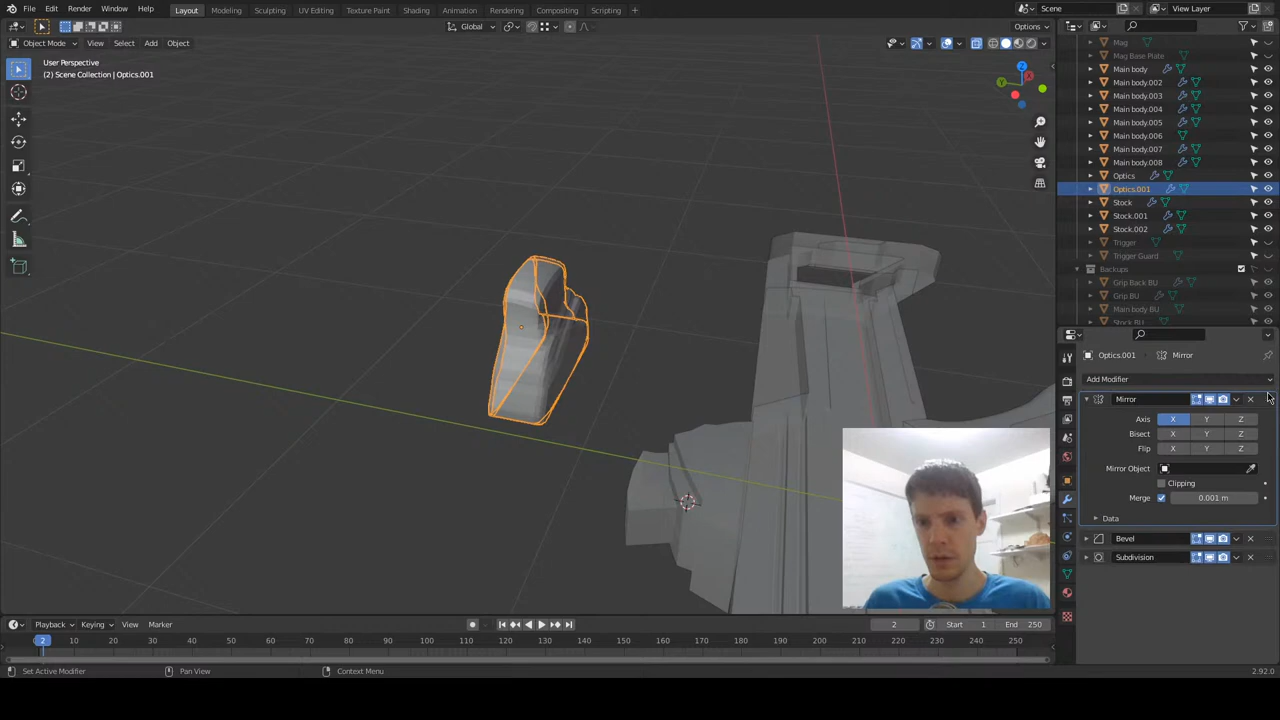 File Edit Render Window Help Layout Modeling Sculpting UV Editing Texture Paint Shading Animation Rendering Compositing Scripting + Scene View Layer
Global Options
Object Mode View Select Add Object
User Perspective
(2) Scene Collection | Optics.001
Z
Y
X
Mag
Mag Base Plate
Main body
Main body.002
Main body.003
Main body.004
Main body.005
Main body.006
Main body.007
Main body.008
Optics
Optics.001
Stock
Stock.001
Stock.002
Trigger
Trigger Guard
Backups
Grip Back BU
Grip BU
Main body BU
Stock BU
Optics.001 Mirror
Add Modifier
Mirror
Axis X Y Z
Bisect X Y Z
Flip X Y Z
Mirror Object
Clipping
Merge 0.001 m
Data
Bevel
Subdivision
Playback Keying View Marker 2 Start 1 End 250
2 10 20 30 40 50 60 70 80 90 100 110 120 130 140 150 160 170 180 190 200 210 220 230 240 250
Set Active Modifier Pan View Context Menu 2.92.0